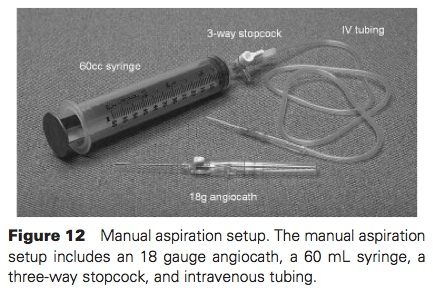 3-way stopcock
IV tubing
60cc syringe
18g angiocath
Figure 12 Manual aspiration setup. The manual aspiration
setup includes an 18 gauge angiocath, a 60 mL syringe, a
three-way stopcock, and intravenous tubing.